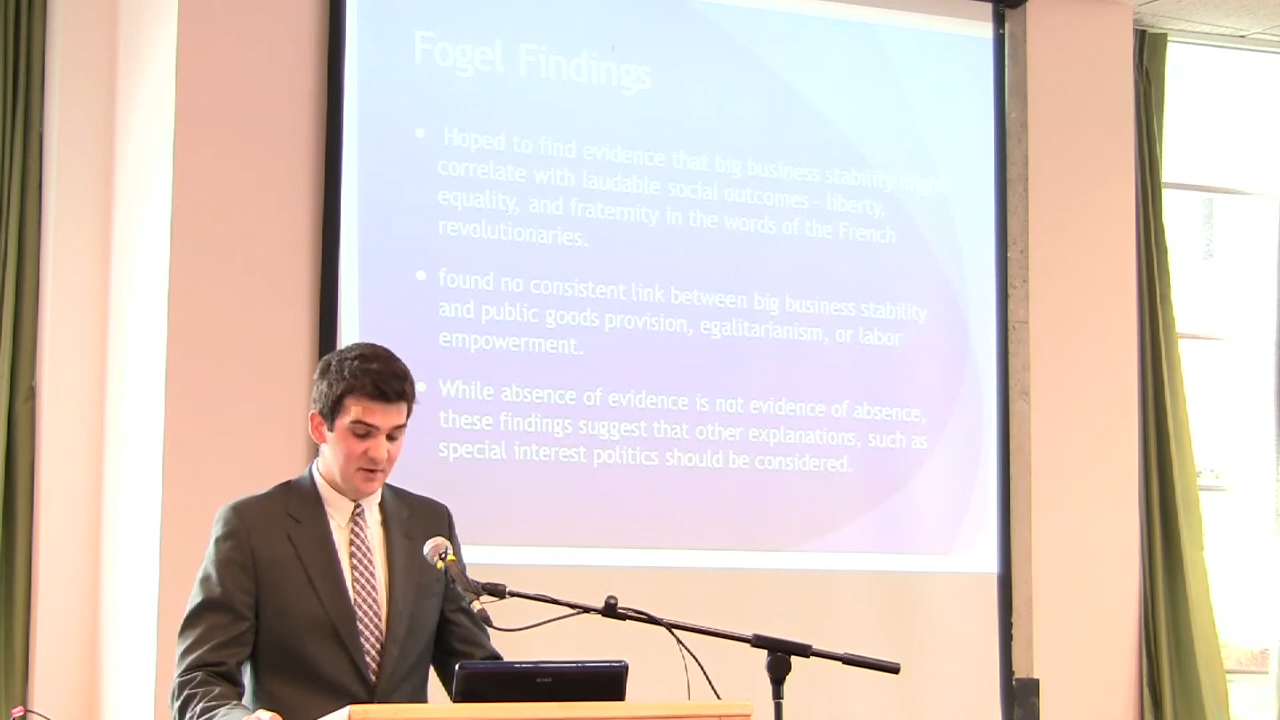 Fogel Findings
• Hoped to find evidence that big business stability
correlate with laudable social outcomes - liberty,
equality, and fraternity in the words of the French
revolutionaries.
• found no consistent link between big business stability
and public goods provision, egalitarianism, or labor
empowerment.
• While absence of evidence is not evidence of absence,
these findings suggest that other explanations, such as
special interest politics should be considered.
SONY